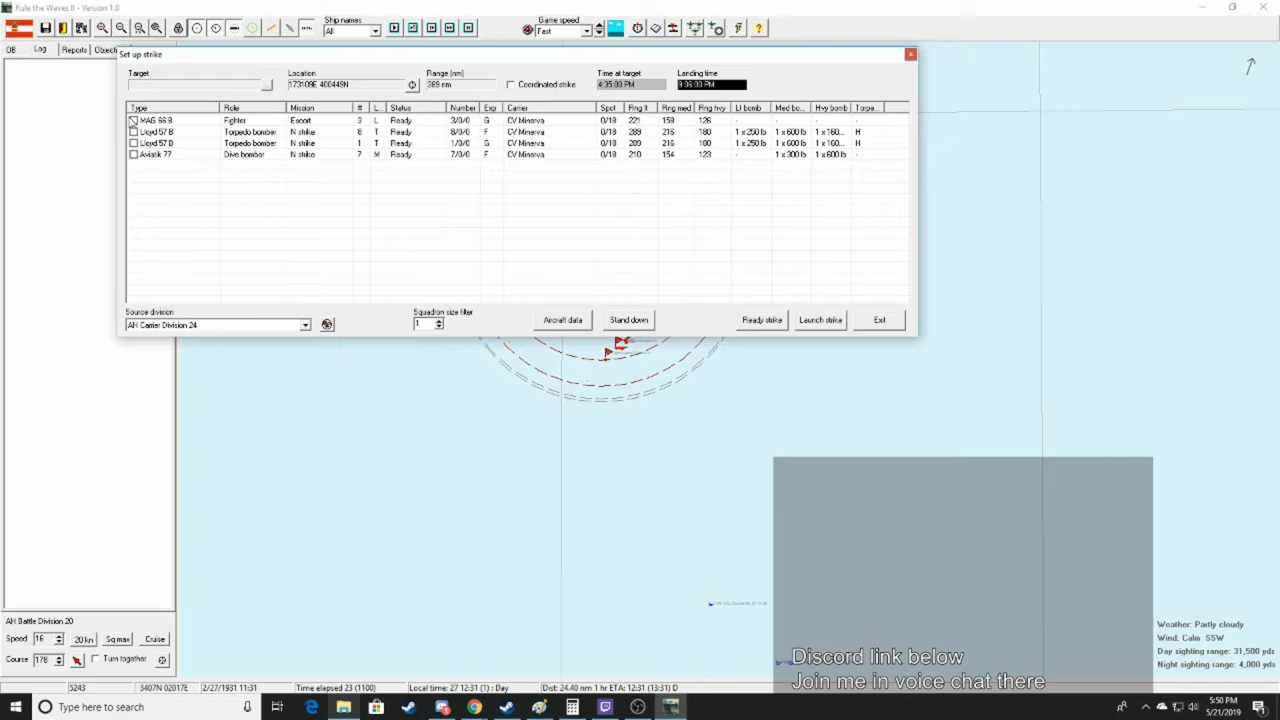 Rule the Waves II - Version 1.0
Ship names
All
Game speed
Fast
OB Log Reports Object
Set up strike
Target Location Range (nm) Time at target Landing time
173109E 400449N 389 nm Coordinated strike 4:35:00 PM 9:06:00 PM
Type Role Mission # L... Status Number Exp Carrier Spot Rng lt Rng med Rng hvy Lt bomb Med bo... Hvy bomb Torpe...
MAG 66 B Fighter Escort 3 L Ready 3/0/0 G CV Minerva 0/18 221 158 126 - - - -
Lloyd 57 B Torpedo bomber N strike 8 T Ready 8/0/0 F CV Minerva 0/18 289 216 180 1 x 250 lb 1 x 600 lb 1 x 160... H
Lloyd 57 B Torpedo bomber N strike 1 T Ready 1/0/0 G CV Minerva 0/18 289 216 180 1 x 250 lb 1 x 600 lb 1 x 160... H
Aviatik 77 Dive bomber N strike 7 M Ready 7/0/0 F CV Minerva 0/18 210 154 123 - 1 x 300 lb 1 x 600 lb -
Source division
AH Carrier Division 24
Squadron size filter
1
Aircraft data Stand down Ready strike Launch strike Exit
AH Battle Division 20
Speed 16 20 kn Sq max Cruise
Course 178 Turn together
Weather: Partly cloudy
Wind: Calm SSW
Day sighting range: 31,500 yds
Night sighting range: 4,000 yds
Discord link below
Join me in voice chat there
5243 3407N 02017E 2/27/1931 11:31 Time elapsed 23 (1100) Local time: 27 12:31 (1) : Day Dist: 24.40 nm 1 hr ETA: 12:31 (13:31) D
Type here to search
5:50 PM
5/21/2019